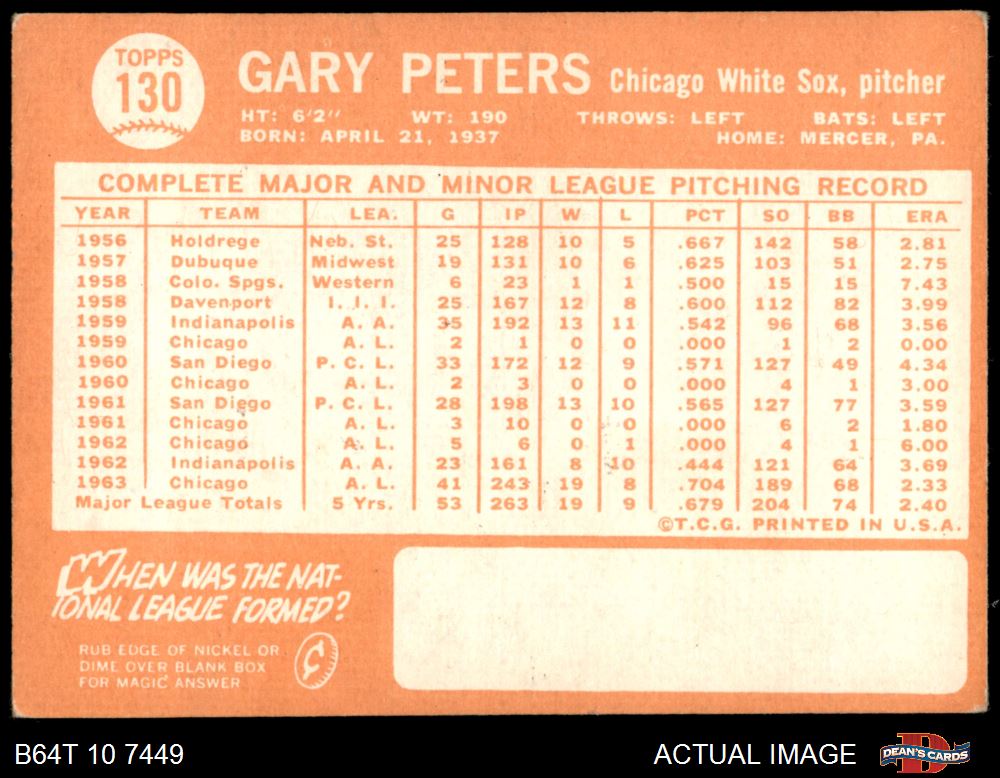 TOPPS
130
GARY PETERS Chicago White Sox, pitcher
HT: 6'2" WT: 190 THROWS: LEFT BATS: LEFT
BORN: APRIL 21, 1937 HOME: MERCER, PA.
COMPLETE MAJOR AND MINOR LEAGUE PITCHING RECORD
YEAR TEAM LEA. G IP W L PCT SO BB ERA
1956 Holdrege Neb. St. 25 128 10 5 .667 142 58 2.81
1957 Dubuque Midwest 19 131 10 6 .625 103 51 2.75
1958 Colo. Spgs. Western 6 23 1 1 .500 15 15 7.43
1958 Davenport I. I. I. 25 167 12 8 .600 112 82 3.99
1959 Indianapolis A. A. 35 192 13 11 .542 96 68 3.56
1959 Chicago A. L. 2 1 0 0 .000 1 2 0.00
1960 San Diego P. C. L. 33 172 12 9 .571 127 49 4.34
1960 Chicago A. L. 2 3 0 0 .000 4 1 3.00
1961 San Diego P. C. L. 28 198 13 10 .565 127 77 3.59
1961 Chicago A. L. 3 10 0 0 .000 6 2 1.80
1962 Chicago A. L. 5 6 0 1 .000 4 1 6.00
1962 Indianapolis A. A. 23 161 8 10 .444 121 64 3.69
1963 Chicago A. L. 41 243 19 8 .704 189 68 2.33
Major League Totals 5 Yrs. 53 263 19 9 .679 204 74 2.40
©T.C.G. PRINTED IN U.S.A.
WHEN WAS THE NAT-
IONAL LEAGUE FORMED?
RUB EDGE OF NICKEL OR
DIME OVER BLANK BOX
FOR MAGIC ANSWER
B64T 10 7449 ACTUAL IMAGE DEAN'S CARDS